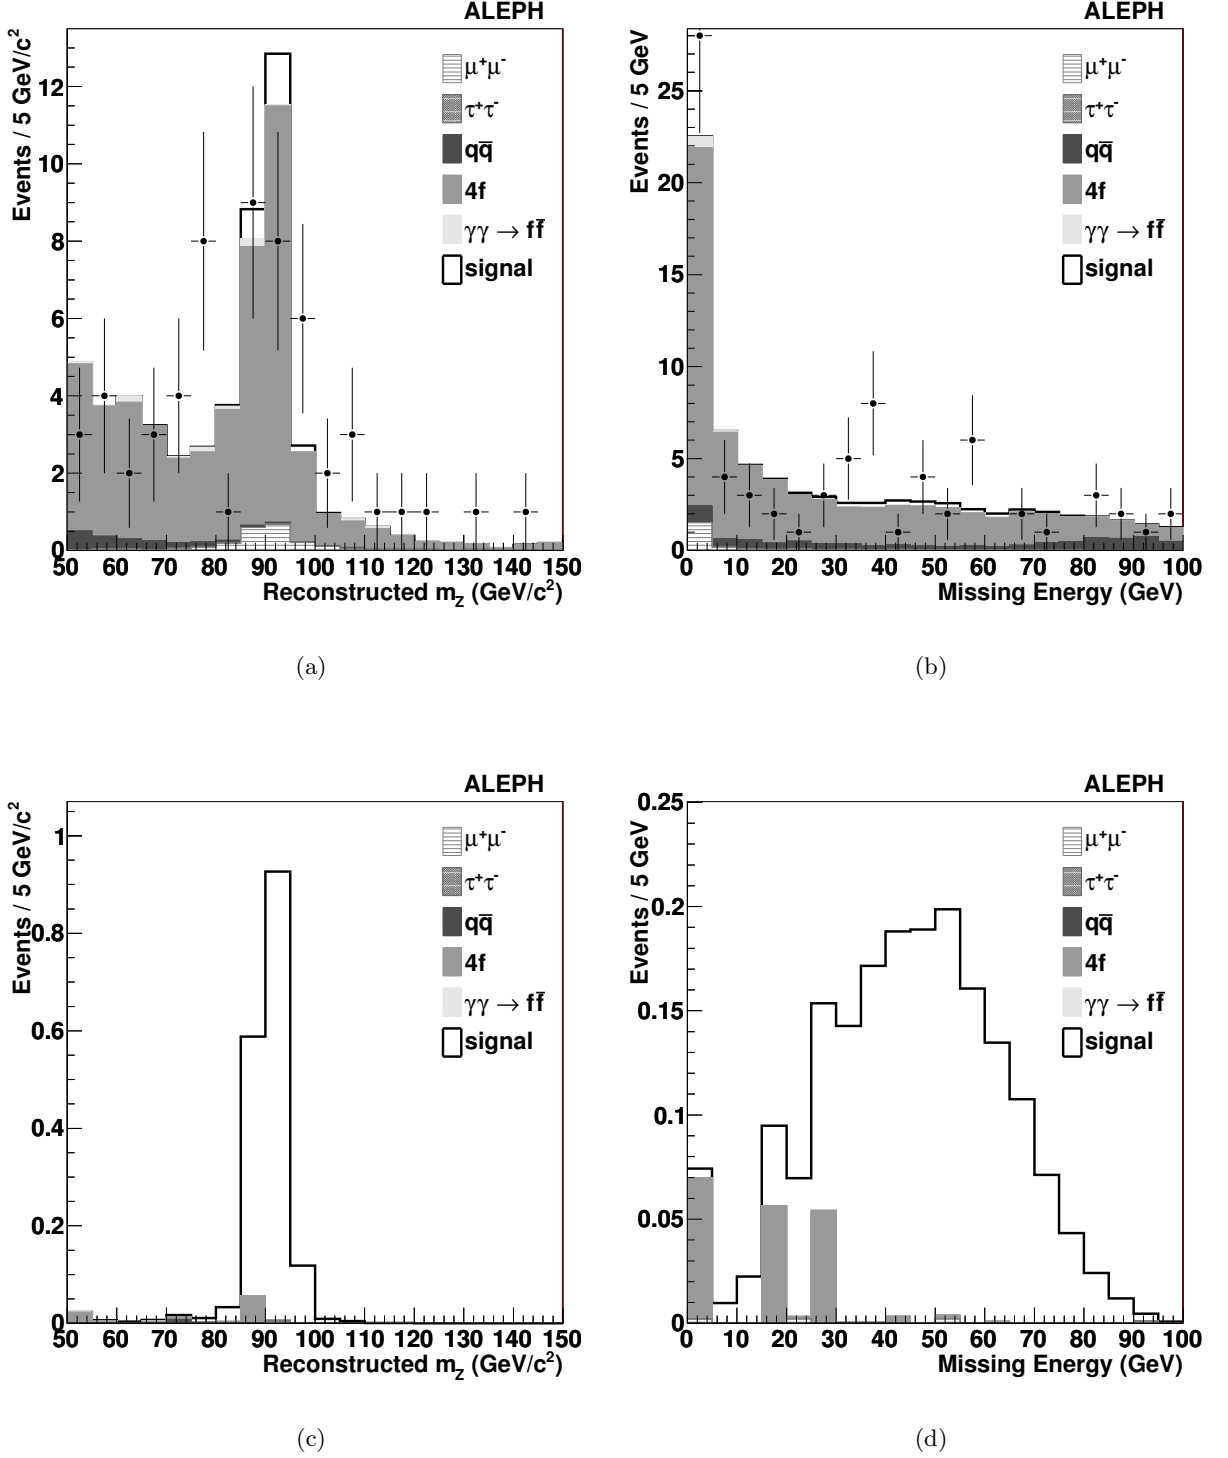 ALEPH
Events / 5 GeV/c²
12
10
8
6
4
2
0
μ⁺μ⁻
τ⁺τ⁻
qq̅
4f
γγ → ff̅
signal
50 60 70 80 90 100 110 120 130 140 150
Reconstructed m_Z (GeV/c²)
(a)
ALEPH
Events / 5 GeV
25
20
15
10
5
0
μ⁺μ⁻
τ⁺τ⁻
qq̅
4f
γγ → ff̅
signal
0 10 20 30 40 50 60 70 80 90 100
Missing Energy (GeV)
(b)
ALEPH
Events / 5 GeV/c²
1
0.8
0.6
0.4
0.2
0
μ⁺μ⁻
τ⁺τ⁻
qq̅
4f
γγ → ff̅
signal
50 60 70 80 90 100 110 120 130 140 150
Reconstructed m_Z (GeV/c²)
(c)
ALEPH
Events / 5 GeV
0.25
0.2
0.15
0.1
0.05
0
μ⁺μ⁻
τ⁺τ⁻
qq̅
4f
γγ → ff̅
signal
0 10 20 30 40 50 60 70 80 90 100
Missing Energy (GeV)
(d)